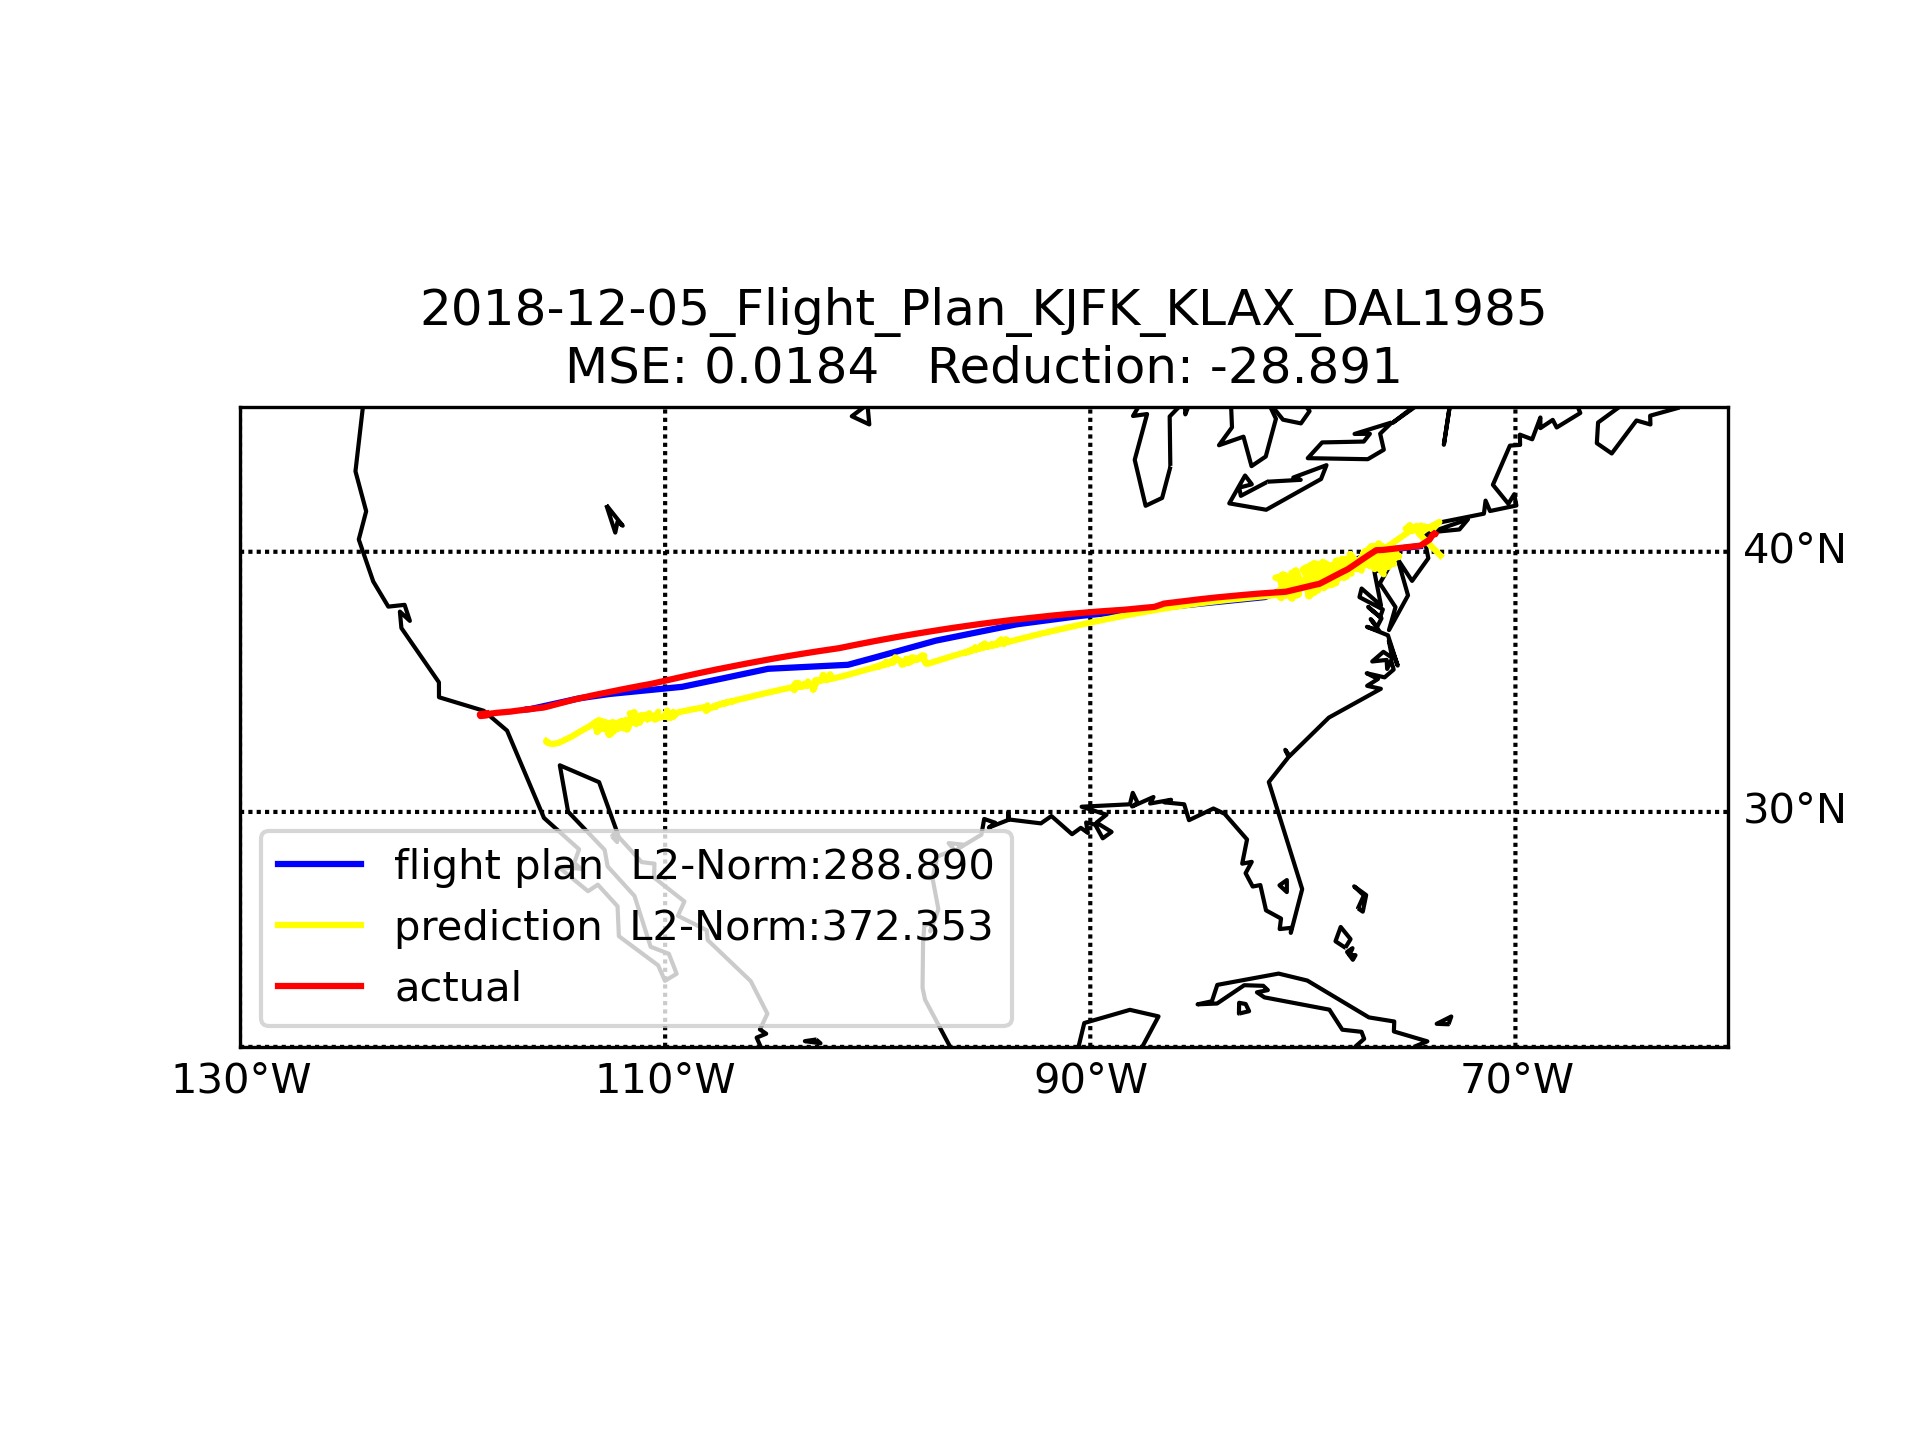 2018-12-05_Flight_Plan_KJFK_KLAX_DAL1985
MSE: 0.0184   Reduction: -28.891
40°N
30°N
flight plan  L2-Norm:288.890
prediction  L2-Norm:372.353
actual
130°W
110°W
90°W
70°W